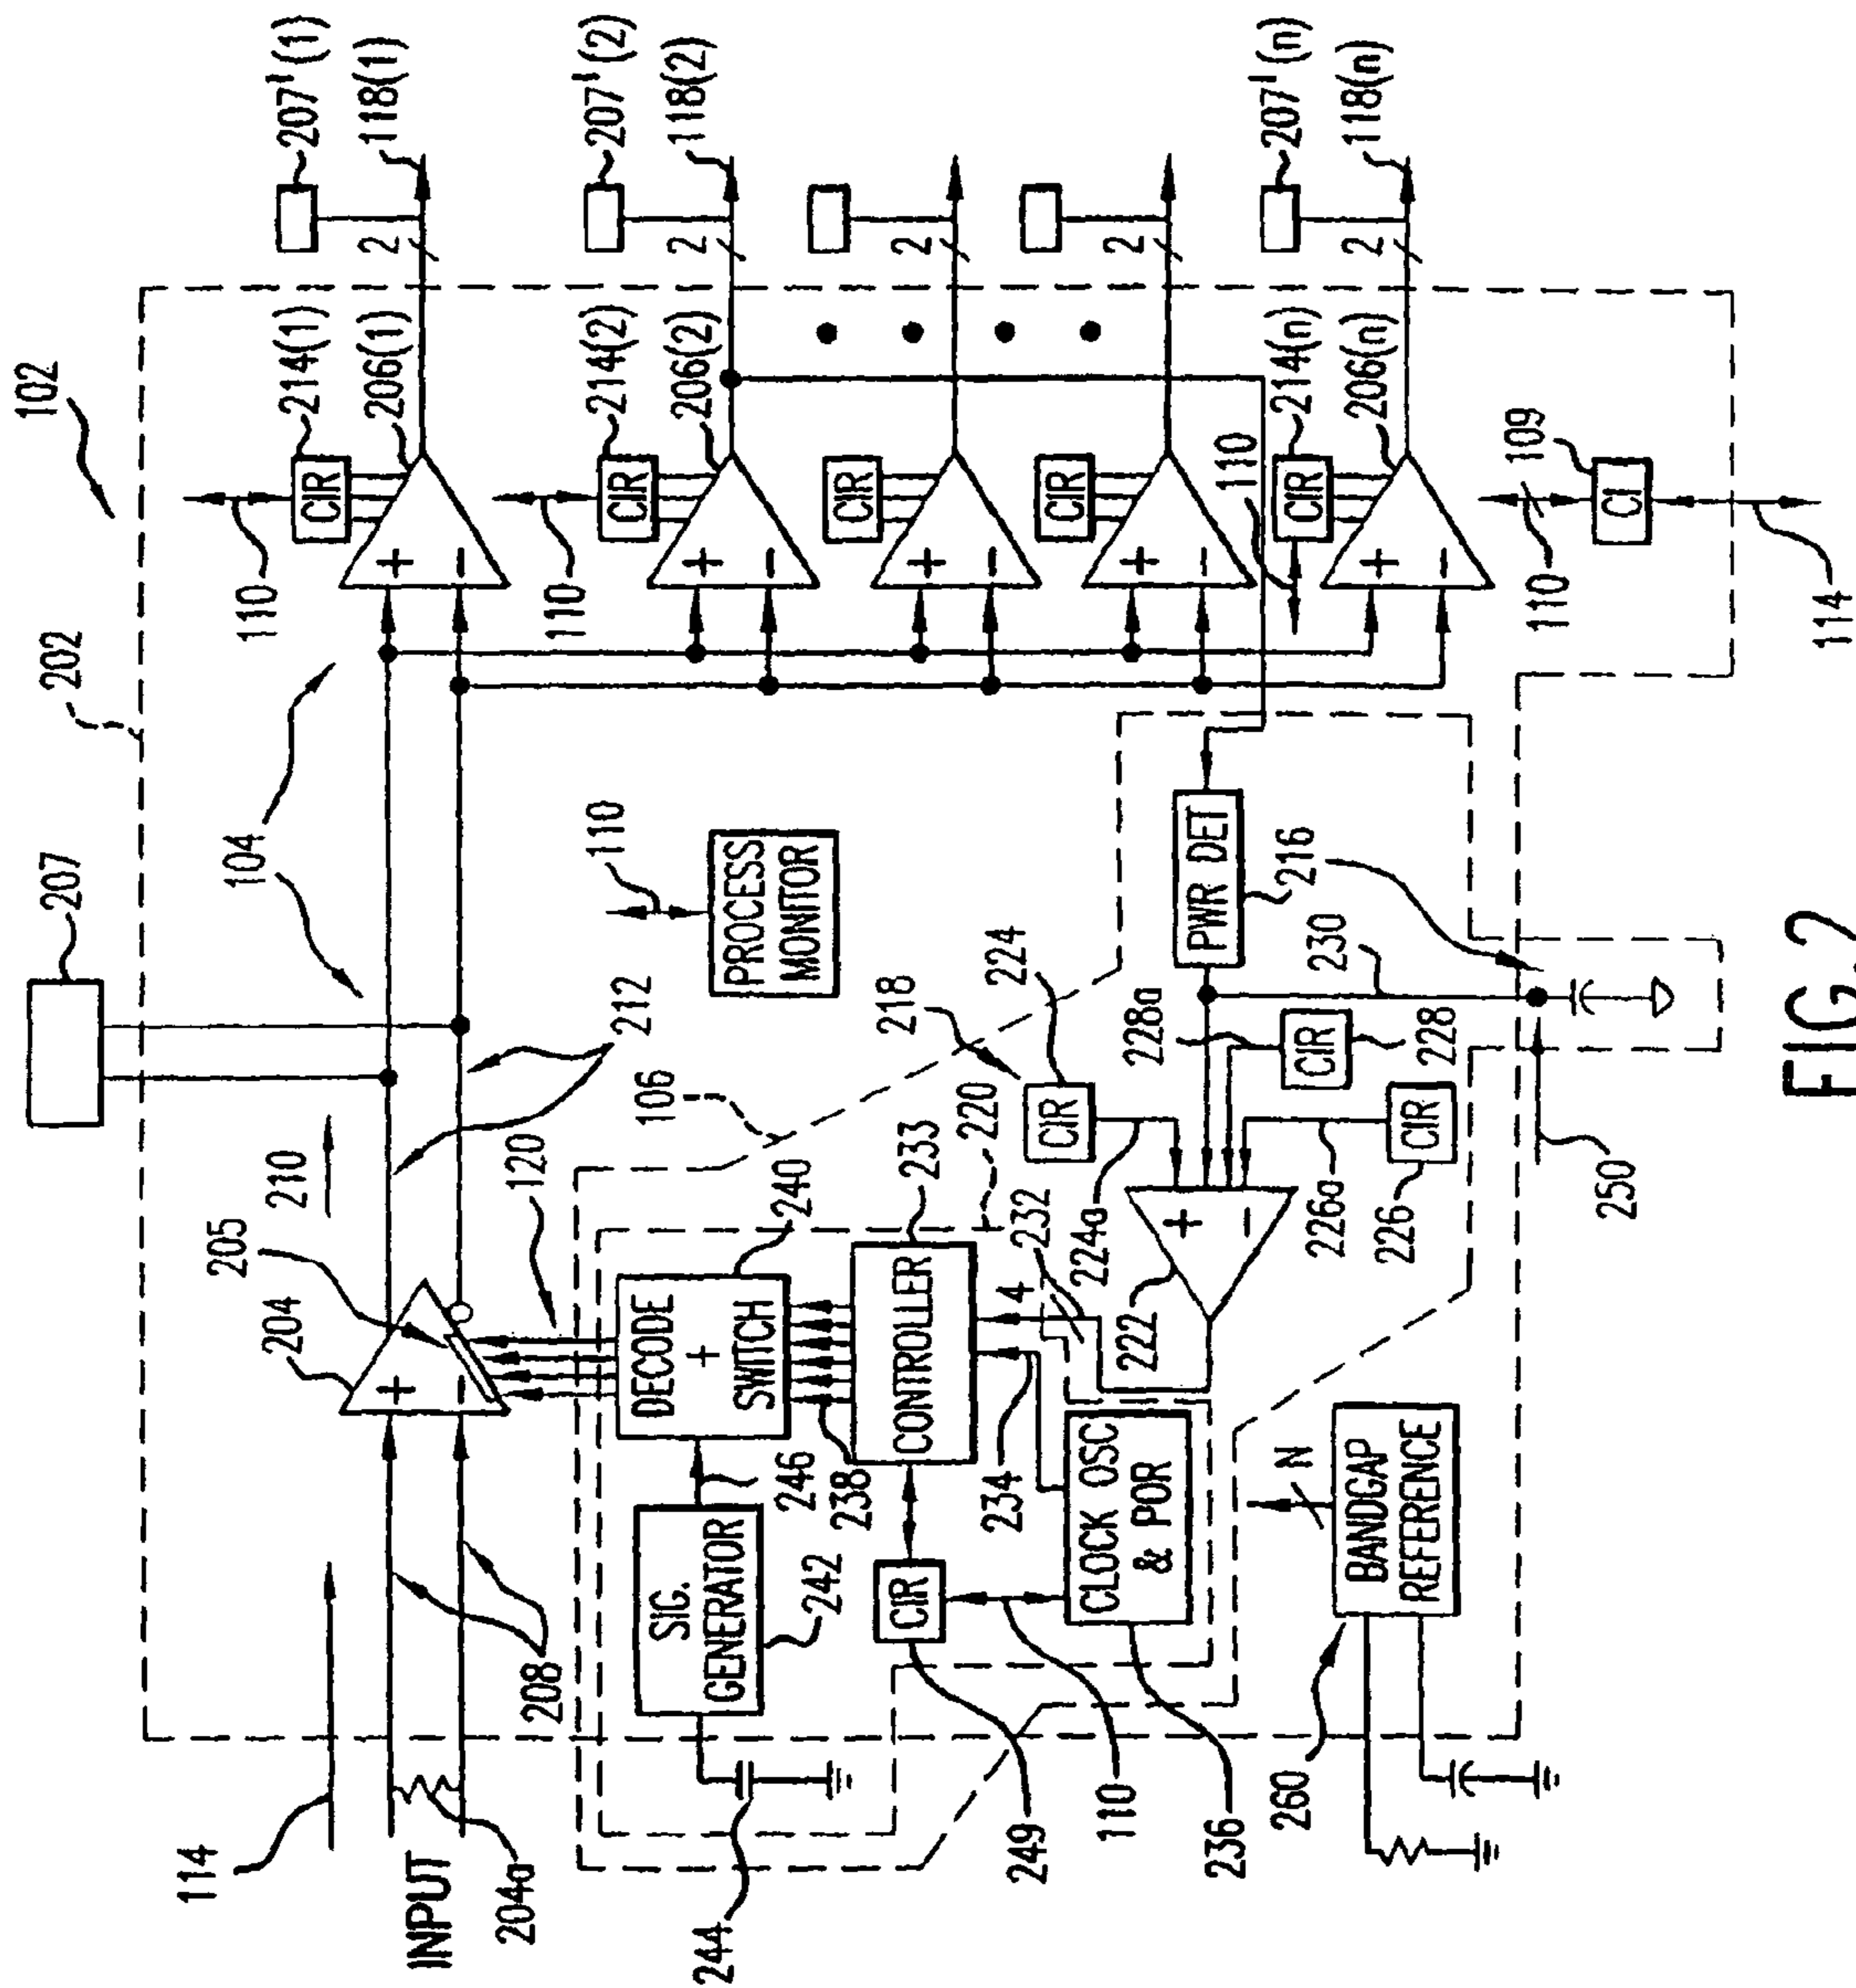 102
202
207
104
207'(1)
118(1)
2
214(1)
206(1)
110
CIR
+
−
207'(2)
118(2)
2
214(2)
206(2)
110
CIR
+
−
2
CIR
+
−
2
CIR
+
−
110
207'(n)
118(n)
2
214(n)
206(n)
CIR
+
−
109
110
CI
114
114
INPUT
204a
208
204
205
+
−
210
212
120
106
110
PROCESS
MONITOR
220
240
DECODE
+
SWITCH
246
SIG.
GENERATOR
242
244
238
233
CONTROLLER
CIR
249
110
234
232
4
CLOCK OSC
& POR
236
218
224
CIR
224a
222
+
−
228a
CIR
228
226a
CIR
226
PWR DET
216
230
250
N
BANDGAP
REFERENCE
260
FIG.2